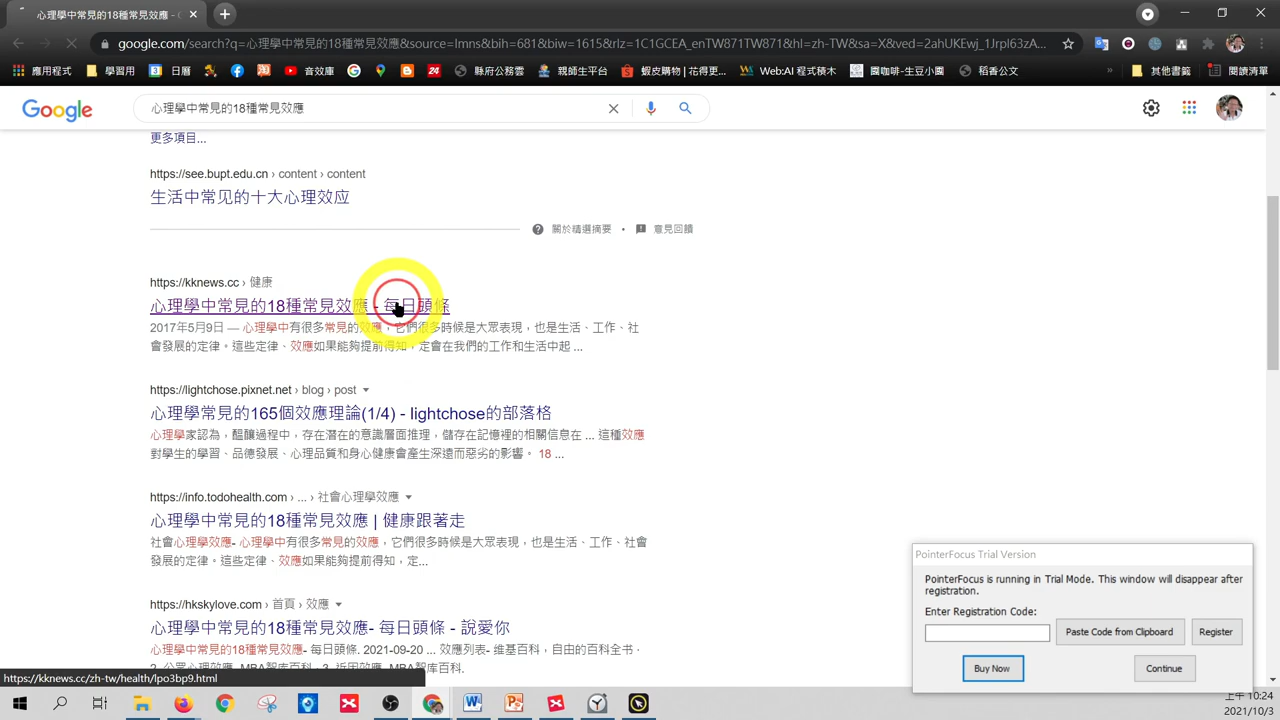 心理學中常見的18種常見效應 - G
google.com/search?q=心理學中常見的18種常見效應&source=lmns&bih=681&biw=1615&rlz=1C1GCEA_enTW871TW871&hl=zh-TW&sa=X&ved=2ahUKEwj_1JrpI63zA...
應用程式 學習用 日曆 音效庫 縣府公務雲 親師生平台 蝦皮購物 | 花得更... Web:AI 程式積木 國咖啡-生豆小圖 稻香公文 » 其他書籤 閱讀清單
Google
心理學中常見的18種常見效應
更多項目...
https://see.bupt.edu.cn › content › content
生活中常见的十大心理效应
關於精選摘要 • 意見回饋
https://kknews.cc › 健康
心理學中常見的18種常見效應 - 每日頭條
2017年5月9日 — 心理學中有很多常見的效應，它們很多時候是大眾表現，也是生活、工作、社
會發展的定律。這些定律、效應如果能夠提前得知，定會在我們的工作和生活中起 ...
https://lightchose.pixnet.net › blog › post
心理學常見的165個效應理論(1/4) - lightchose的部落格
心理學家認為，醞釀過程中，存在潛在的意識層面推理，儲存在記憶裡的相關信息在 ... 這種效應
對學生的學習、品德發展、心理品質和身心健康會產生深遠而惡劣的影響。 18 ...
https://info.todohealth.com › ... › 社會心理學效應
心理學中常見的18種常見效應 | 健康跟著走
社會心理學效應- 心理學中有很多常見的效應，它們很多時候是大眾表現，也是生活、工作、社會
發展的定律。這些定律、效應如果能夠提前得知，定...
https://hkskylove.com › 首頁 › 效應
心理學中常見的18種常見效應- 每日頭條 - 說愛你
心理學中常見的18種常見效應- 每日頭條. 2021-09-20 ... 效應列表- 維基百科，自由的百科全書．
2. 公眾心理效應- MBA智库百科 · 3. 近因效應- MBA智库百科.
https://kknews.cc/zh-tw/health/lpo3bp9.html
PointerFocus Trial Version
PointerFocus is running in Trial Mode. This window will disappear after
registration.
Enter Registration Code:
Paste Code from Clipboard
Register
Buy Now
Continue
上午 10:24
2021/10/3